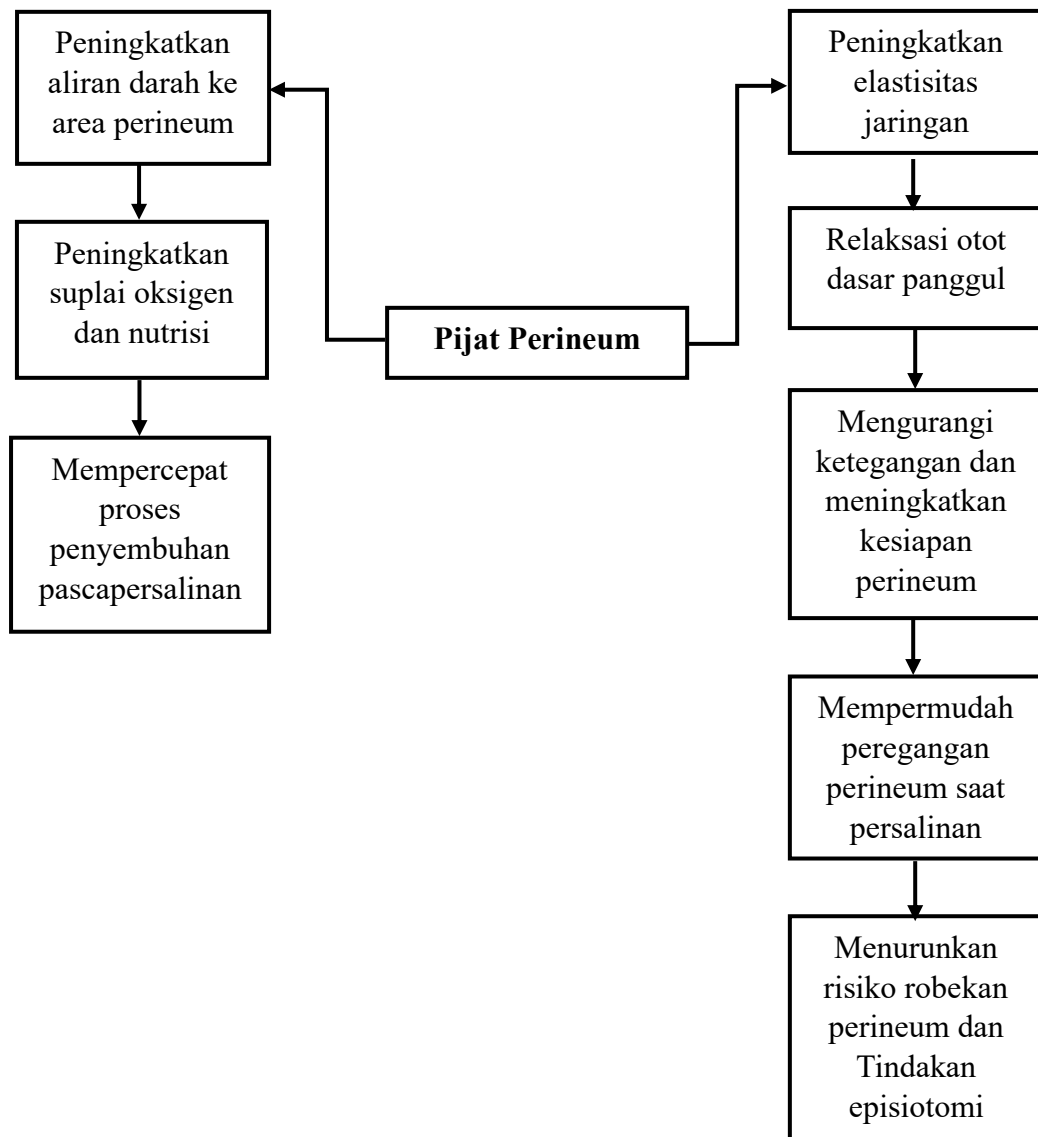 Peningkatkan
aliran darah ke
area perineum
Peningkatkan
suplai oksigen
dan nutrisi
Mempercepat
proses
penyembuhan
pascapersalinan
Pijat Perineum
Peningkatkan
elastisitas
jaringan
Relaksasi otot
dasar panggul
Mengurangi
ketegangan dan
meningkatkan
kesiapan
perineum
Mempermudah
peregangan
perineum saat
persalinan
Menurunkan
risiko robekan
perineum dan
Tindakan
episiotomi